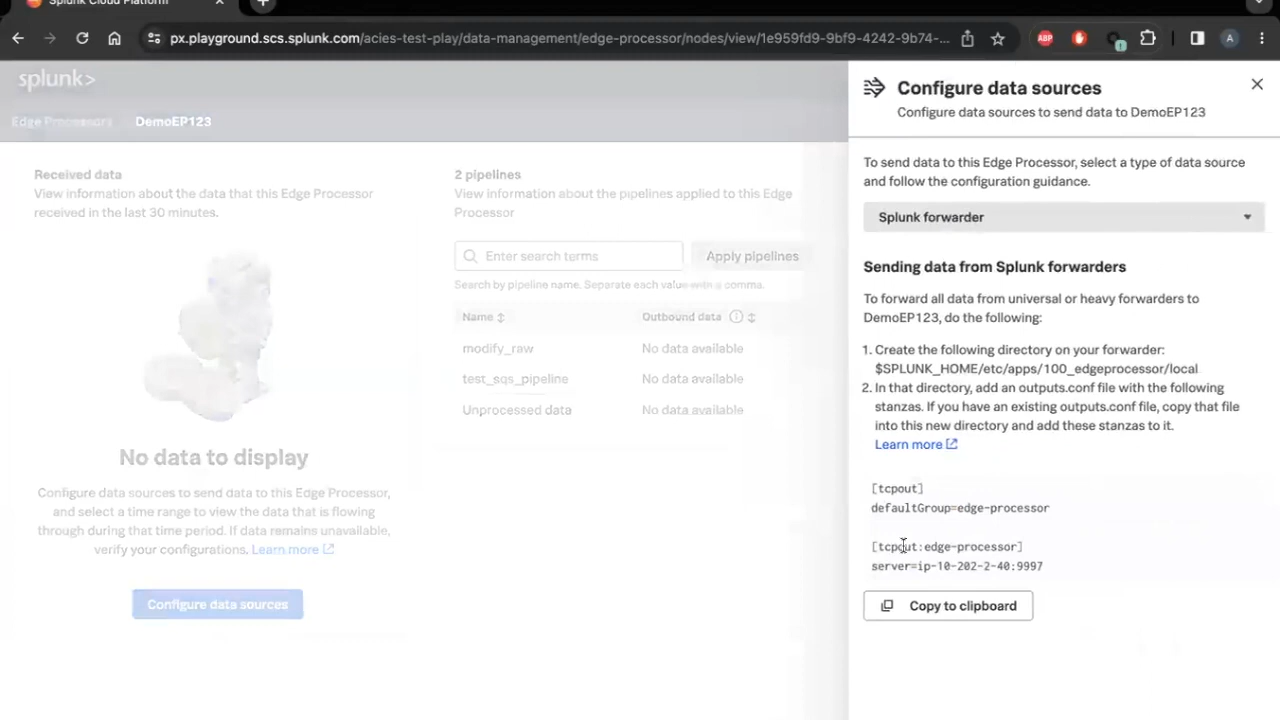 Splunk Cloud Platform
px.playground.scs.splunk.com/acies-test-play/data-management/edge-processor/nodes/view/1e959fd9-9bf9-4242-9b74-...
ABP
A
splunk>
Edge Processors
DemoEP123
Received data
View information about the data that this Edge Processor
received in the last 30 minutes.
No data to display
Configure data sources to send data to this Edge Processor,
and select a time range to view the data that is flowing
through during that time period. If data remains unavailable,
verify your configurations. Learn more
Configure data sources
2 pipelines
View information about the pipelines applied to this Edge
Processor
Enter search terms
Apply pipelines
Search by pipeline name. Separate each value with a comma.
Name
Outbound data
modify_raw
No data available
test_sqs_pipeline
No data available
Unprocessed data
No data available
Configure data sources
Configure data sources to send data to DemoEP123
To send data to this Edge Processor, select a type of data source
and follow the configuration guidance.
Splunk forwarder
Sending data from Splunk forwarders
To forward all data from universal or heavy forwarders to
DemoEP123, do the following:
1. Create the following directory on your forwarder:
$SPLUNK_HOME/etc/apps/100_edgeprocessor/local
2. In that directory, add an outputs.conf file with the following
stanzas. If you have an existing outputs.conf file, copy that file
into this new directory and add these stanzas to it.
Learn more
[tcpout]
defaultGroup=edge-processor
[tcpout:edge-processor]
server=ip-10-202-2-40:9997
Copy to clipboard